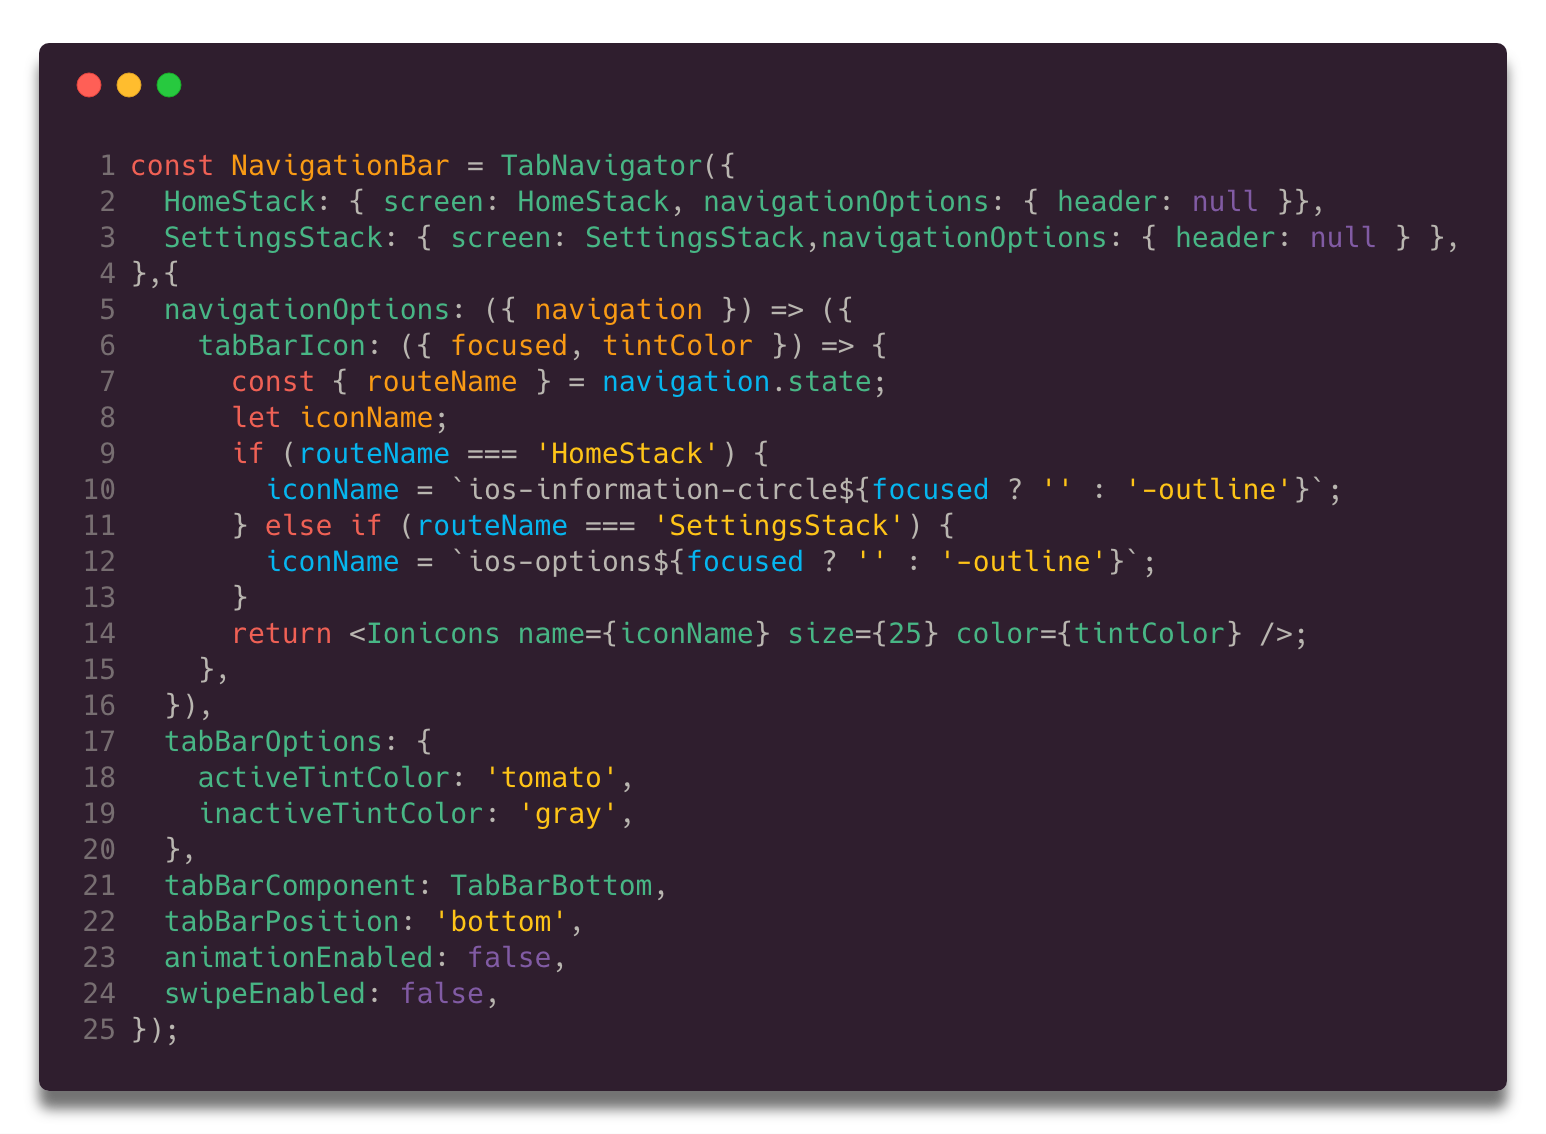 1 const NavigationBar = TabNavigator({
2   HomeStack: { screen: HomeStack, navigationOptions: { header: null }},
3   SettingsStack: { screen: SettingsStack,navigationOptions: { header: null } },
4 },{
5   navigationOptions: ({ navigation }) => ({
6     tabBarIcon: ({ focused, tintColor }) => {
7       const { routeName } = navigation.state;
8       let iconName;
9       if (routeName === 'HomeStack') {
10         iconName = `ios-information-circle${focused ? '' : '-outline'}`;
11       } else if (routeName === 'SettingsStack') {
12         iconName = `ios-options${focused ? '' : '-outline'}`;
13       }
14       return <Ionicons name={iconName} size={25} color={tintColor} />;
15     },
16   }),
17   tabBarOptions: {
18     activeTintColor: 'tomato',
19     inactiveTintColor: 'gray',
20   },
21   tabBarComponent: TabBarBottom,
22   tabBarPosition: 'bottom',
23   animationEnabled: false,
24   swipeEnabled: false,
25 });